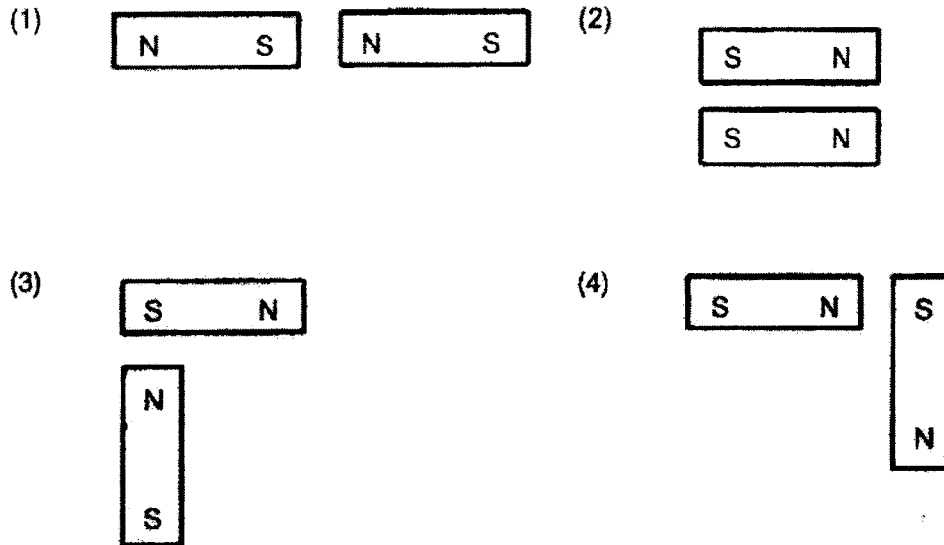 (1) N S N S
(2) S N
S N
(3) S N
N
S
(4) S N S
N